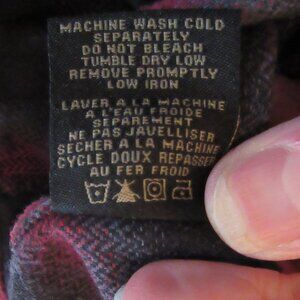 MACHINE WASH COLD
SEPARATELY
DO NOT BLEACH
TUMBLE DRY LOW
REMOVE PROMPTLY
LOW IRON
LAVER A LA MACHINE
A L'EAU FROIDE
SEPAREMENT
NE PAS JAVELLISER
SECHER A LA MACHINE
CYCLE DOUX REPASSER
AU FER FROID